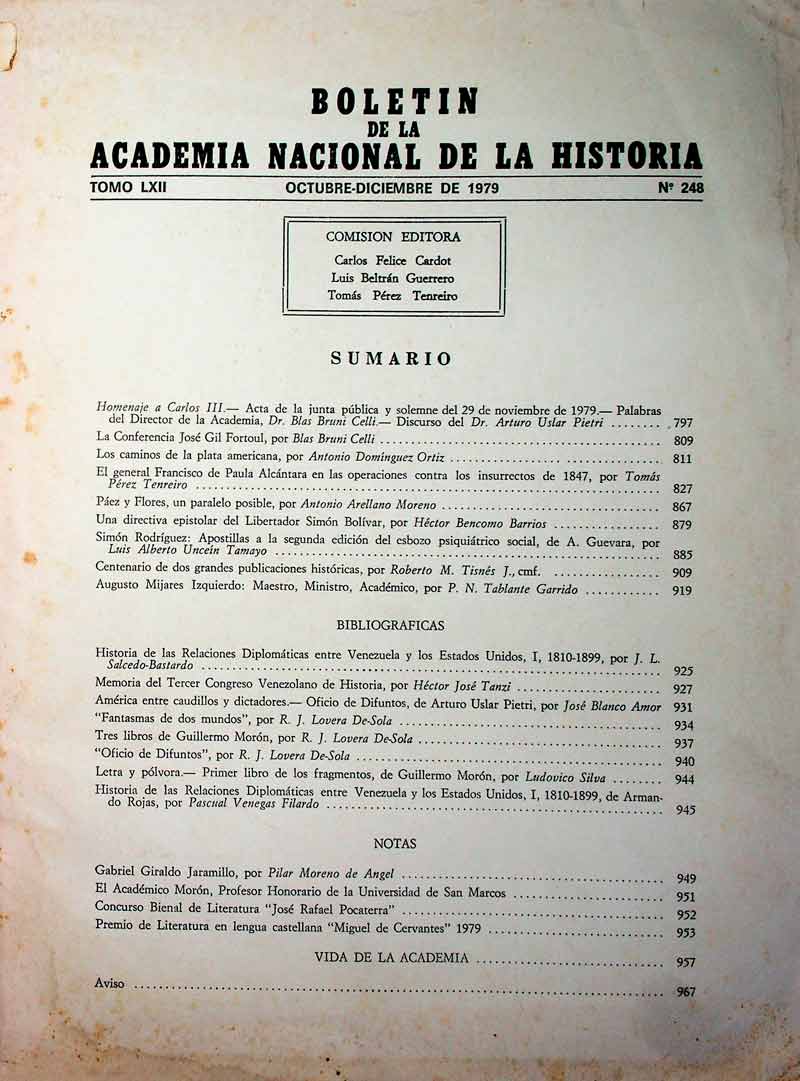 BOLETIN
DE LA
ACADEMIA NACIONAL DE LA HISTORIA
TOMO LXII OCTUBRE-DICIEMBRE DE 1979 Nº 248
COMISION EDITORA
Carlos Felice Cardot
Luis Beltrán Guerrero
Tomás Pérez Tenreiro
SUMARIO
Homenaje a Carlos III.— Acta de la junta pública y solemne del 29 de noviembre de 1979.— Palabras
del Director de la Academia, Dr. Blas Bruni Celli.— Discurso del Dr. Arturo Uslar Pietri ........ 797
La Conferencia José Gil Fortoul, por Blas Bruni Celli ........ 809
Los caminos de la plata americana, por Antonio Domínguez Ortiz ........ 811
El general Francisco de Paula Alcántara en las operaciones contra los insurrectos de 1847, por Tomás
Pérez Tenreiro ........ 827
Páez y Flores, un paralelo posible, por Antonio Arellano Moreno ........ 867
Una directiva epistolar del Libertador Simón Bolívar, por Héctor Bencomo Barrios ........ 879
Simón Rodríguez: Apostillas a la segunda edición del esbozo psiquiátrico social, de A. Guevara, por
Luis Alberto Unceín Tamayo ........ 885
Centenario de dos grandes publicaciones históricas, por Roberto M. Tisnés J., cmf. ........ 909
Augusto Mijares Izquierdo: Maestro, Ministro, Académico, por P. N. Tablante Garrido ........ 919
BIBLIOGRAFICAS
Historia de las Relaciones Diplomáticas entre Venezuela y los Estados Unidos, I, 1810-1899, por J. L.
Salcedo-Bastardo ........ 925
Memoria del Tercer Congreso Venezolano de Historia, por Héctor José Tanzi ........ 927
América entre caudillos y dictadores.— Oficio de Difuntos, de Arturo Uslar Pietri, por José Blanco Amor 931
"Fantasmas de dos mundos", por R. J. Lovera De-Sola ........ 934
Tres libros de Guillermo Morón, por R. J. Lovera De-Sola ........ 937
"Oficio de Difuntos", por R. J. Lovera De-Sola ........ 940
Letra y pólvora.— Primer libro de los fragmentos, de Guillermo Morón, por Ludovico Silva ........ 944
Historia de las Relaciones Diplomáticas entre Venezuela y los Estados Unidos, I, 1810-1899, de Arman-
do Rojas, por Pascual Venegas Filardo ........ 945
NOTAS
Gabriel Giraldo Jaramillo, por Pilar Moreno de Angel ........ 949
El Académico Morón, Profesor Honorario de la Universidad de San Marcos ........ 951
Concurso Bienal de Literatura "José Rafael Pocaterra" ........ 952
Premio de Literatura en lengua castellana "Miguel de Cervantes" 1979 ........ 953
VIDA DE LA ACADEMIA ........ 957
Aviso ........ 967